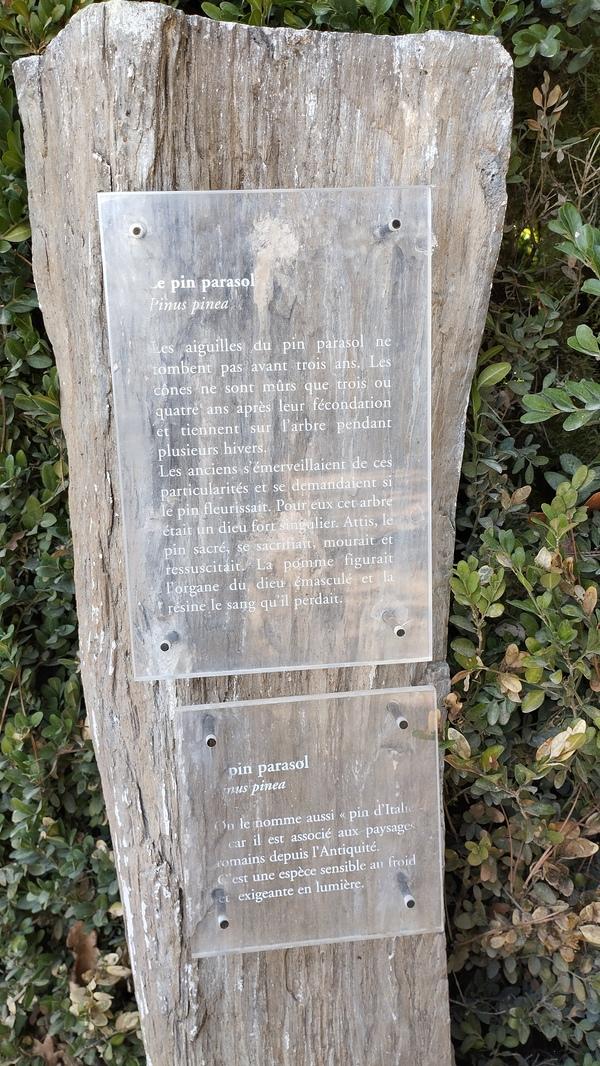 Le pin parasol
Pinus pinea
Les aiguilles du pin parasol ne
tombent pas avant trois ans. Les
cônes ne sont mûrs que trois ou
quatre ans après leur fécondation
et tiennent sur l'arbre pendant
plusieurs hivers.
Les anciens s'émerveillaient de ces
particularités et se demandaient si
le pin fleurissait. Pour eux cet arbre
était un dieu fort singulier. Attis, le
pin sacré, se sacrifiait, mourait et
ressuscitait. La pomme figurait
l'organe du dieu émasculé et la
résine le sang qu'il perdait.
pin parasol
nus pinea
On le nomme aussi « pin d'Italie
car il est associé aux paysages
romains depuis l'Antiquité.
C'est une espèce sensible au froid
et exigeante en lumière.